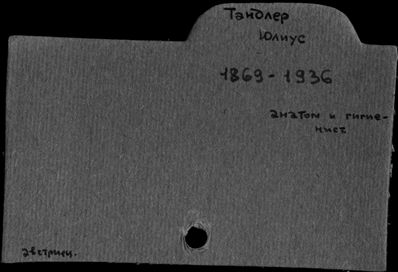 Тандлер
Юлиус
1869-1936
анатом и гигие-
нист
австриец.